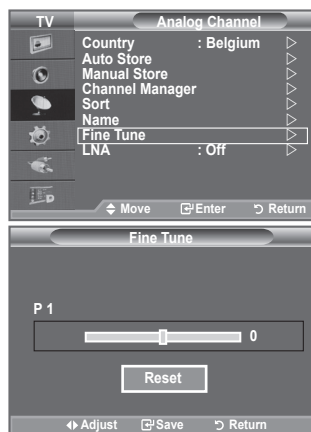 TV
Analog Channel
Country : Belgium
Auto Store
Manual Store
Channel Manager
Sort
Name
Fine Tune
LNA : Off
Move Enter Return
Fine Tune
P 1
0
Reset
Adjust Save Return